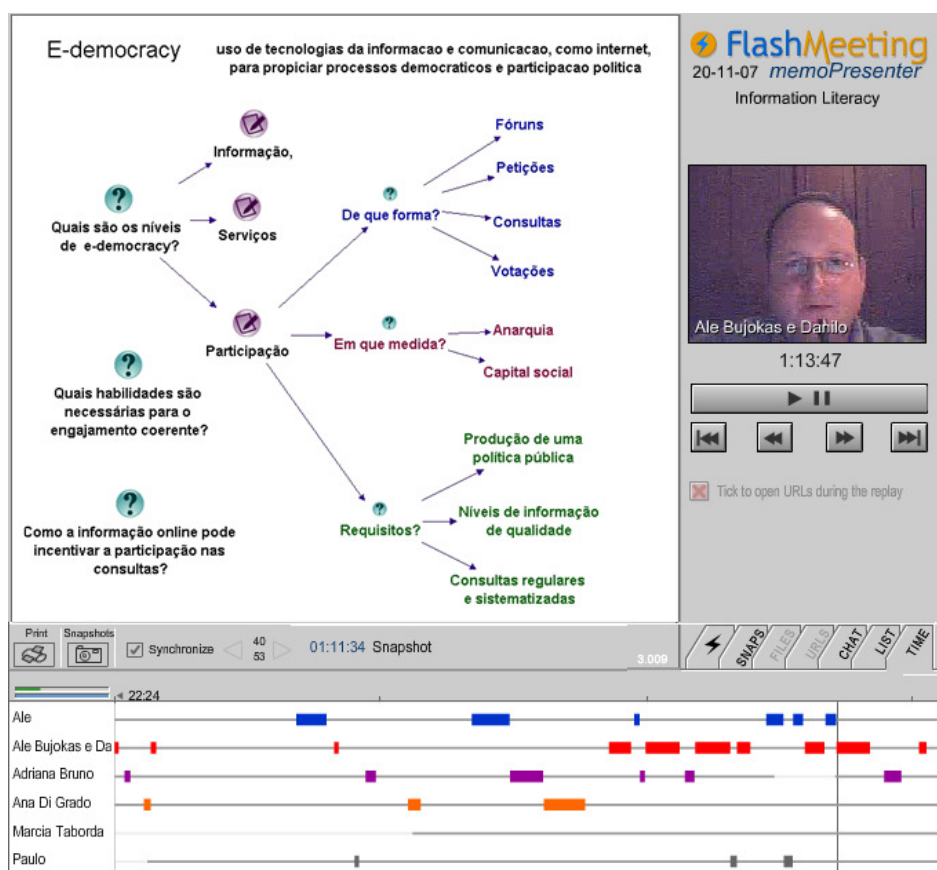 E-democracy
uso de tecnologias da informacao e comunicacao, como internet,
para propiciar processos democraticos e participacao politica
Informação,
Quais são os níveis
de e-democracy?
Serviços
Participação
De que forma?
Fóruns
Petições
Consultas
Votações
Em que medida?
Anarquia
Capital social
Quais habilidades são
necessárias para o
engajamento coerente?
Como a informação online pode
incentivar a participação nas
consultas?
Requisitos?
Produção de uma
política pública
Níveis de informação
de qualidade
Consultas regulares
e sistematizadas
FlashMeeting
20-11-07 memoPresenter
Information Literacy
Ale Bujokas e Danilo
1:13:47
Tick to open URLs during the replay
Print
Snapshots
Synchronize
40
53
01:11:34 Snapshot
3.009
SNAPS
FILES
URLS
CHAT
LIST
TIME
22:24
Ale
Ale Bujokas e Da
Adriana Bruno
Ana Di Grado
Marcia Taborda
Paulo